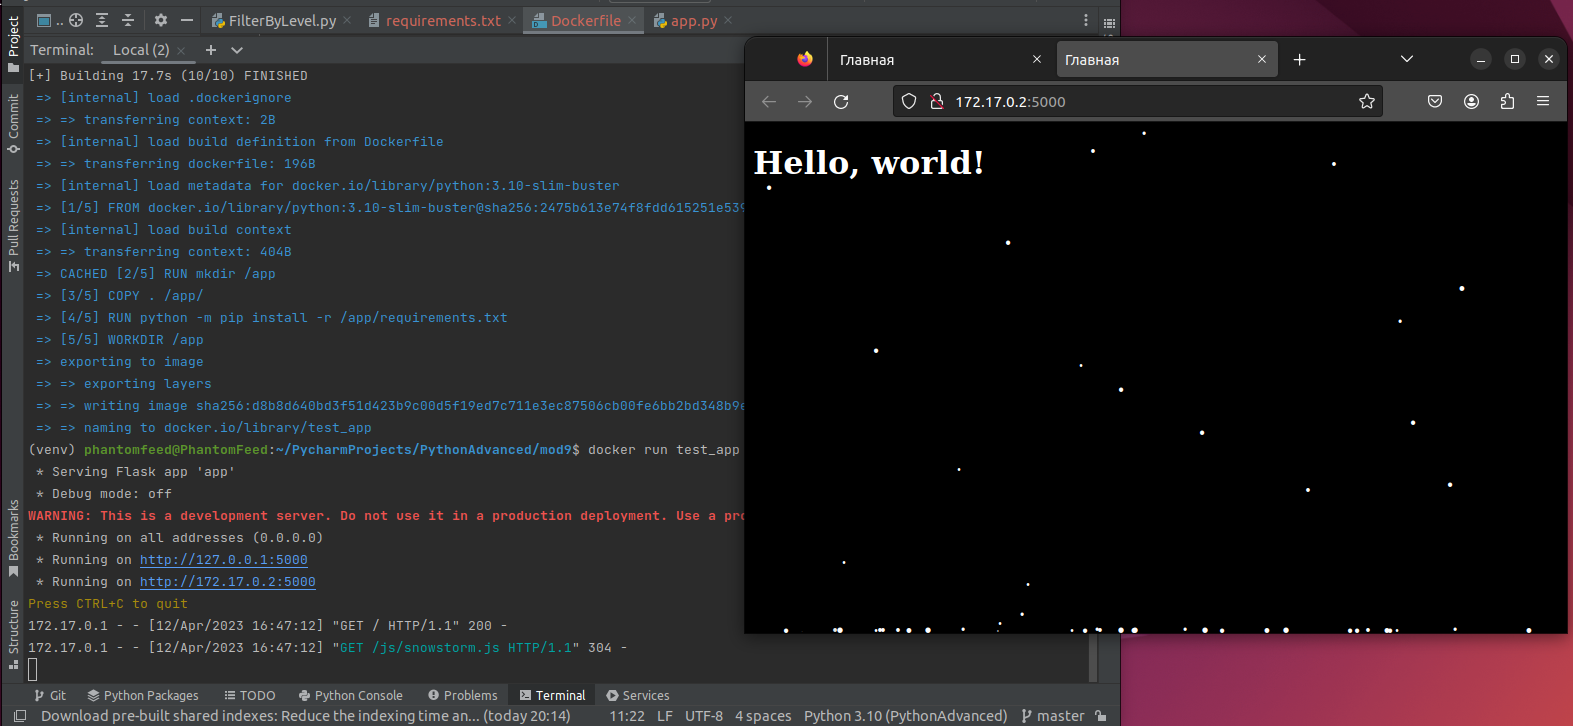 .. FilterByLevel.py requirements.txt Dockerfile app.py
Project
Commit
Pull Requests
Bookmarks
Structure
Terminal: Local (2)
[+] Building 17.7s (10/10) FINISHED
=> [internal] load .dockerignore
=> => transferring context: 2B
=> [internal] load build definition from Dockerfile
=> => transferring dockerfile: 196B
=> [internal] load metadata for docker.io/library/python:3.10-slim-buster
=> [1/5] FROM docker.io/library/python:3.10-slim-buster@sha256:2475b613e74f8fdd615251e539
=> [internal] load build context
=> => transferring context: 404B
=> CACHED [2/5] RUN mkdir /app
=> [3/5] COPY . /app/
=> [4/5] RUN python -m pip install -r /app/requirements.txt
=> [5/5] WORKDIR /app
=> exporting to image
=> => exporting layers
=> => writing image sha256:d8b8d640bd3f51d423b9c00d5f19ed7c711e3ec87506cb00fe6bb2bd348b9e
=> => naming to docker.io/library/test_app
(venv) phantomfeed@PhantomFeed:~/PycharmProjects/PythonAdvanced/mod9$ docker run test_app
* Serving Flask app 'app'
* Debug mode: off
WARNING: This is a development server. Do not use it in a production deployment. Use a pro
* Running on all addresses (0.0.0.0)
* Running on http://127.0.0.1:5000
* Running on http://172.17.0.2:5000
Press CTRL+C to quit
172.17.0.1 - - [12/Apr/2023 16:47:12] "GET / HTTP/1.1" 200 -
172.17.0.1 - - [12/Apr/2023 16:47:12] "GET /js/snowstorm.js HTTP/1.1" 304 -
Главная Главная
172.17.0.2:5000
Hello, world!
Git Python Packages TODO Python Console Problems Terminal Services
Download pre-built shared indexes: Reduce the indexing time an... (today 20:14) 11:22 LF UTF-8 4 spaces Python 3.10 (PythonAdvanced) master